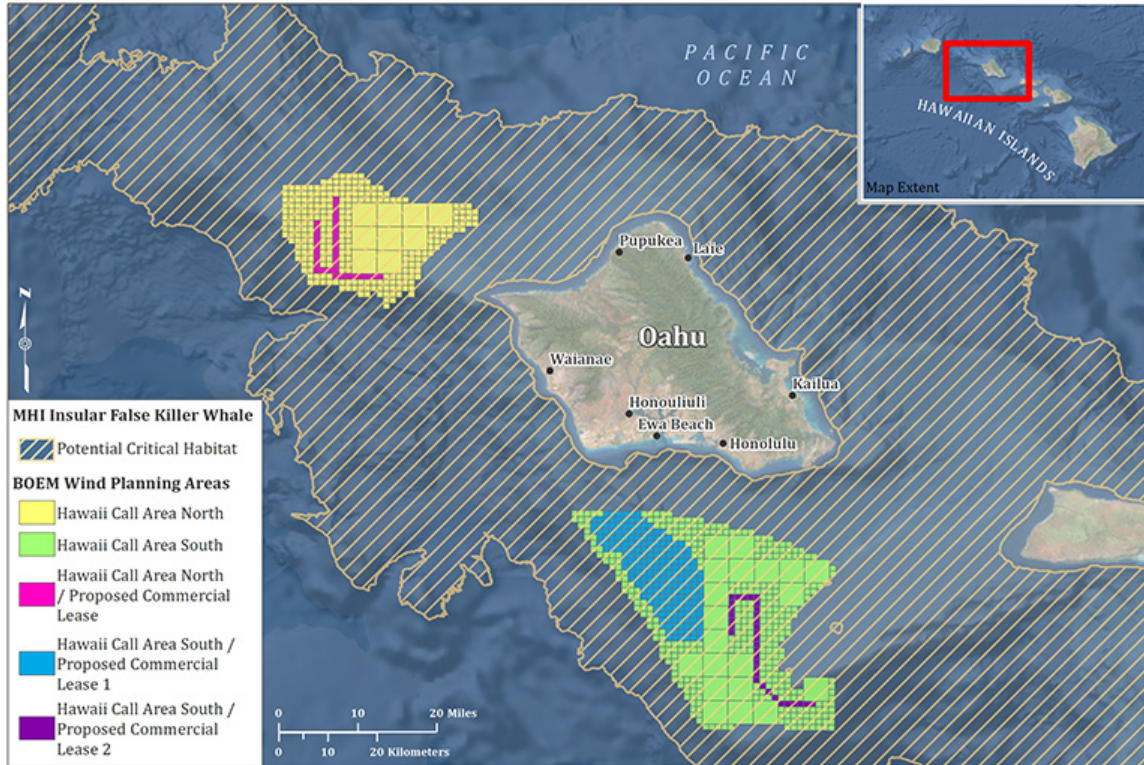 PACIFIC
OCEAN
HAWAIIAN ISLANDS
Map Extent
Pupukea
Laie
Oahu
Waianae
Kailua
Honouliuli
Ewa Beach
Honolulu
N
MHI Insular False Killer Whale
Potential Critical Habitat
BOEM Wind Planning Areas
Hawaii Call Area North
Hawaii Call Area South
Hawaii Call Area North
/ Proposed Commercial
Lease
Hawaii Call Area South /
Proposed Commercial
Lease 1
Hawaii Call Area South /
Proposed Commercial
Lease 2
0 10 20 Miles
0 10 20 Kilometers